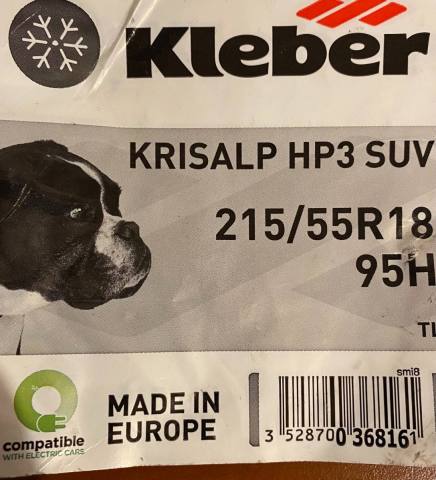 Kleber
KRISALP HP3 SUV
215/55R18
95H
TL
smi8
MADE IN
EUROPE
compatible
WITH ELECTRIC CARS
3 528700 368161